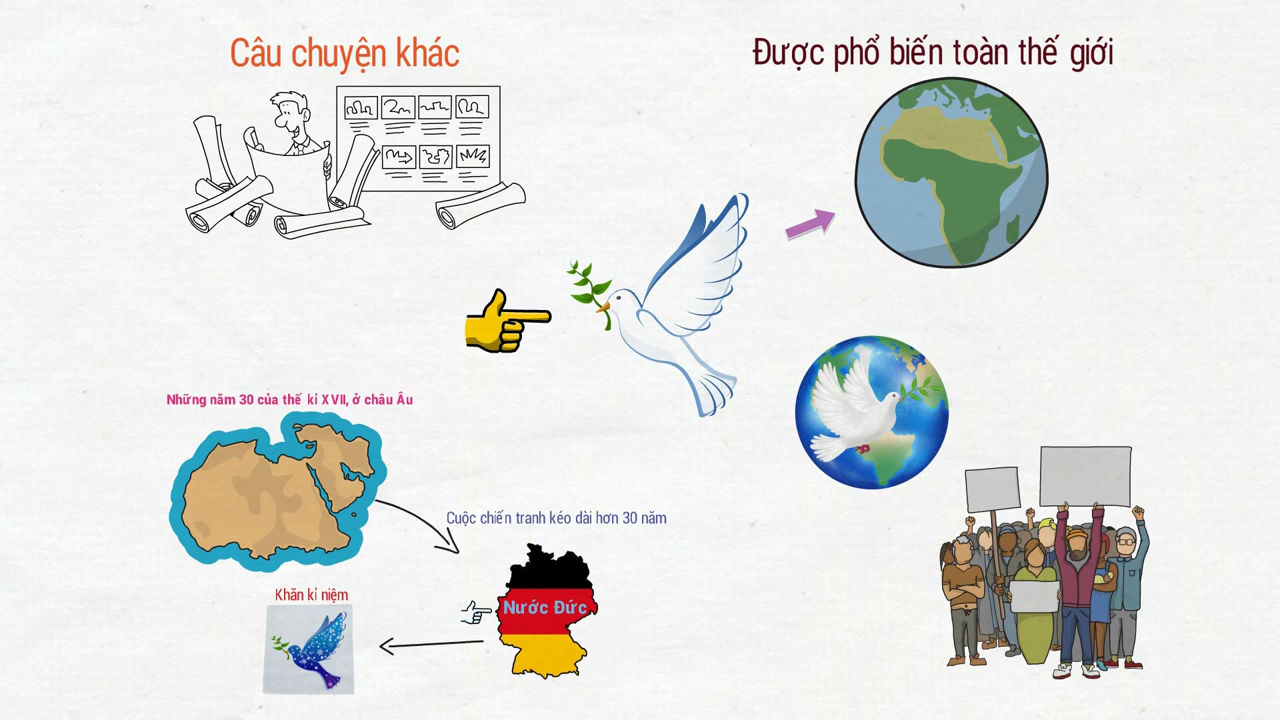 Câu chuyện khác
Được phổ biến toàn thế giới
Những năm 30 của thế kỉ XVII, ở châu Âu
Cuộc chiến tranh kéo dài hơn 30 năm
Khăn kỉ niệm
Nước Đức